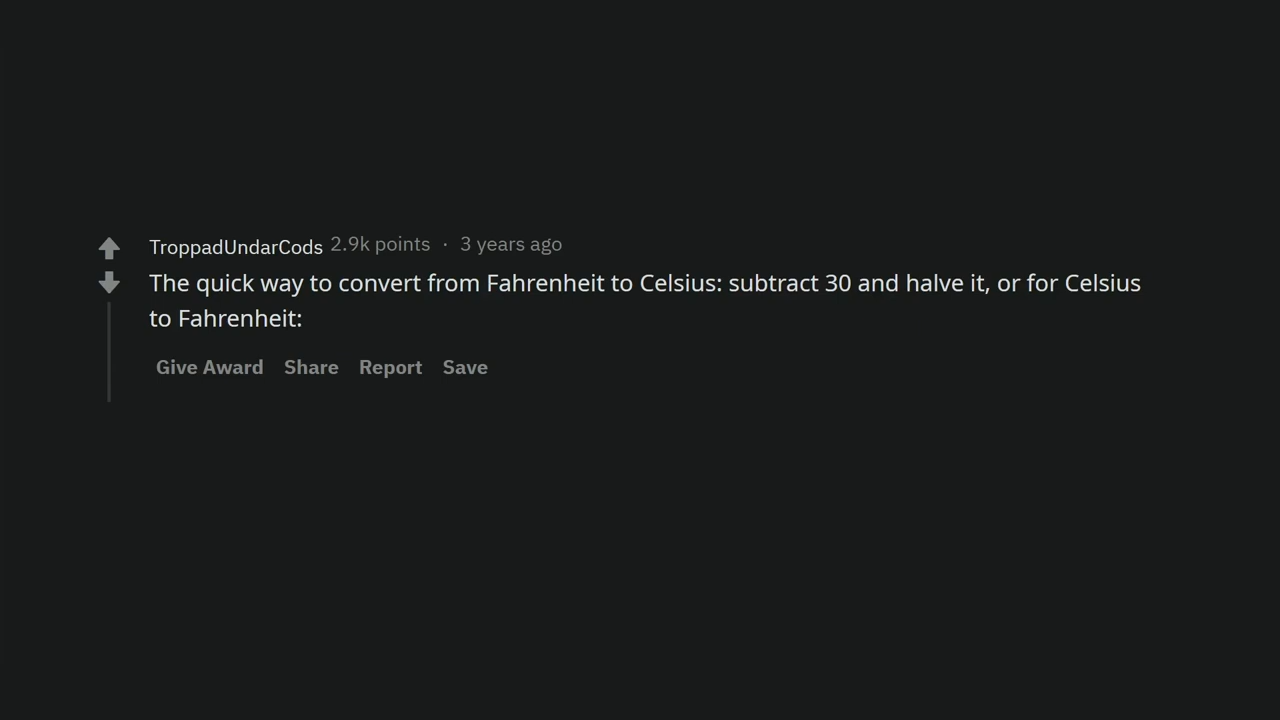 TroppadUndarCods 2.9k points · 3 years ago
The quick way to convert from Fahrenheit to Celsius: subtract 30 and halve it, or for Celsius
to Fahrenheit:
Give Award Share Report Save